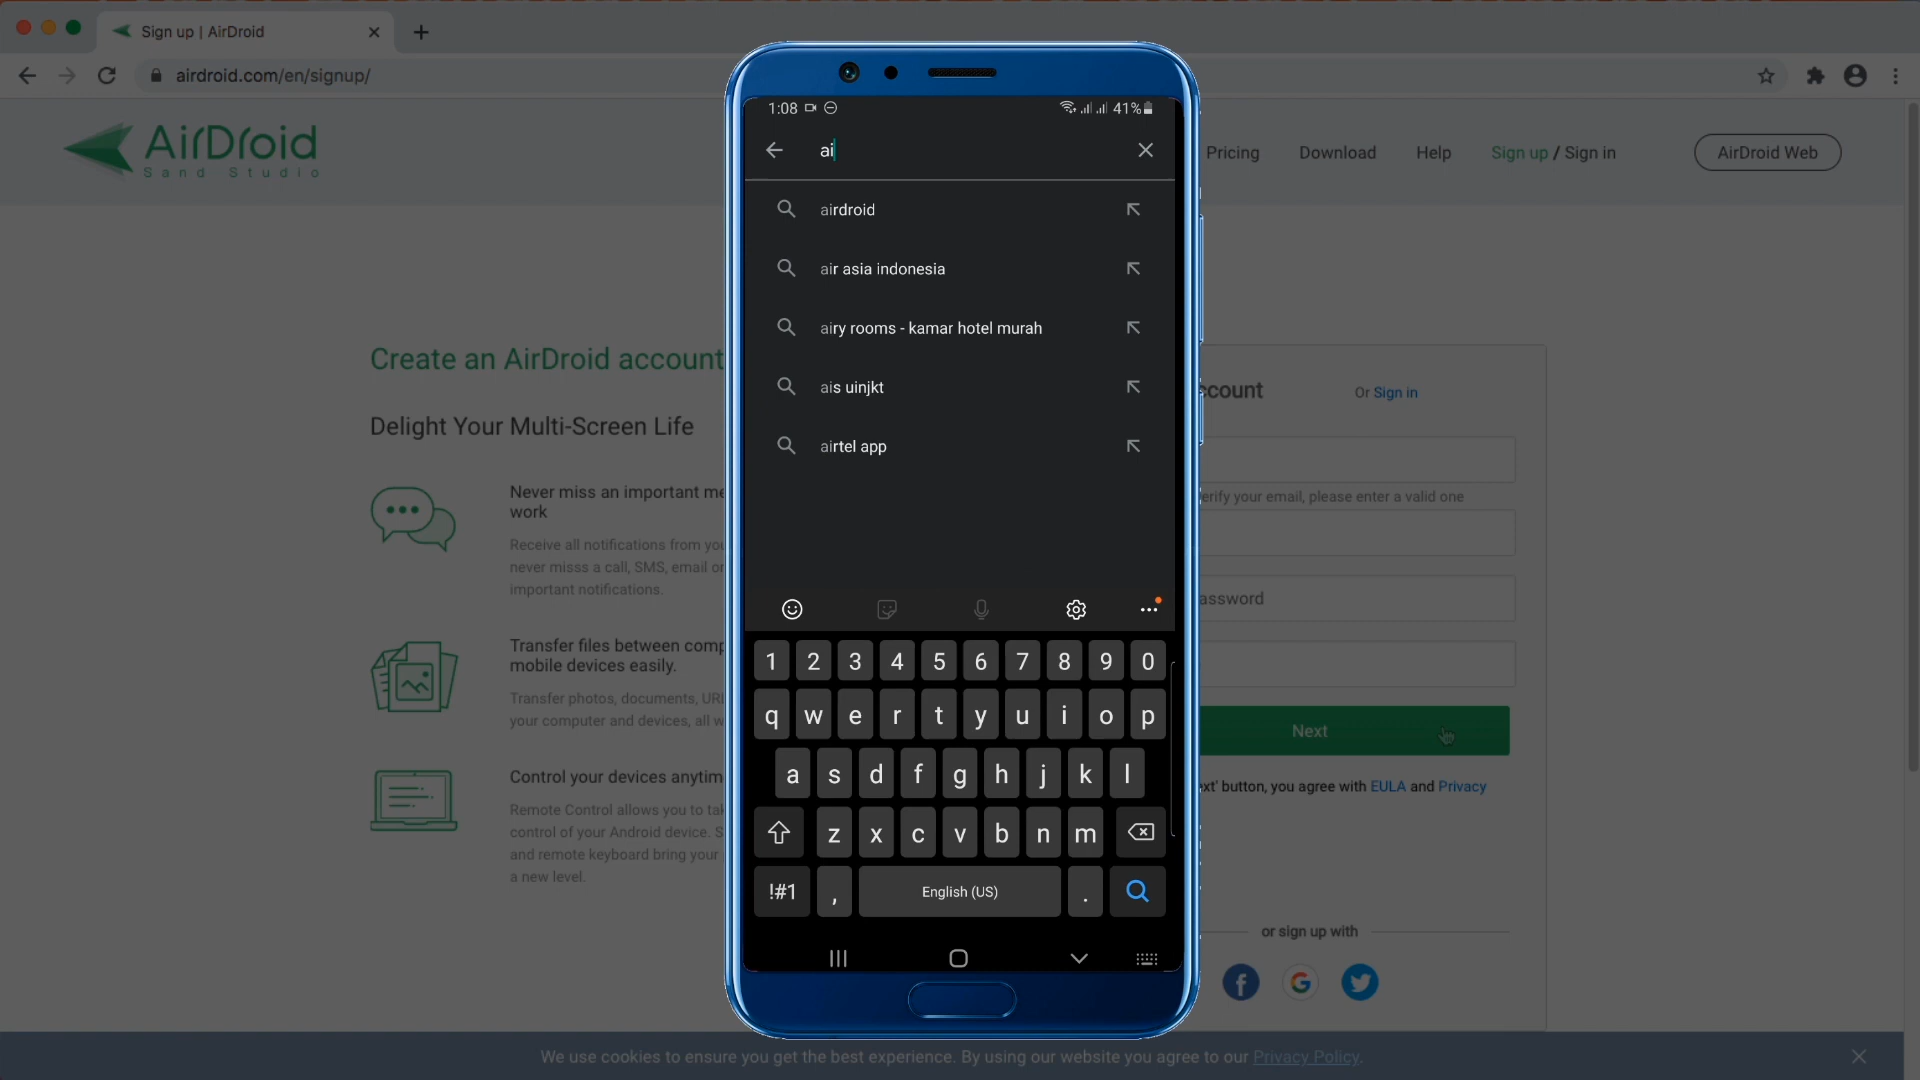 Sign up | AirDroid
airdroid.com/en/signup/
AirDroid
Sand Studio
Pricing
Download
Help
Sign up / Sign in
AirDroid Web
1:08
41%
ai
airdroid
air asia indonesia
airy rooms - kamar hotel murah
ais uinjkt
airtel app
1 2 3 4 5 6 7 8 9 0
q w e r t y u i o p
a s d f g h j k l
z x c v b n m
!#1 , English (US) .
Create an AirDroid account
Delight Your Multi-Screen Life
Never miss an important me
work
Receive all notifications from you
never misss a call, SMS, email or
important notifications.
Transfer files between comp
mobile devices easily.
Transfer photos, documents, URL
your computer and devices, all w
Control your devices anytim
Remote Control allows you to tak
control of your Android device. S
and remote keyboard bring your
a new level.
ccount
Or Sign in
erify your email, please enter a valid one
assword
Next
xt' button, you agree with EULA and Privacy
or sign up with
We use cookies to ensure you get the best experience. By using our website you agree to our Privacy Policy.